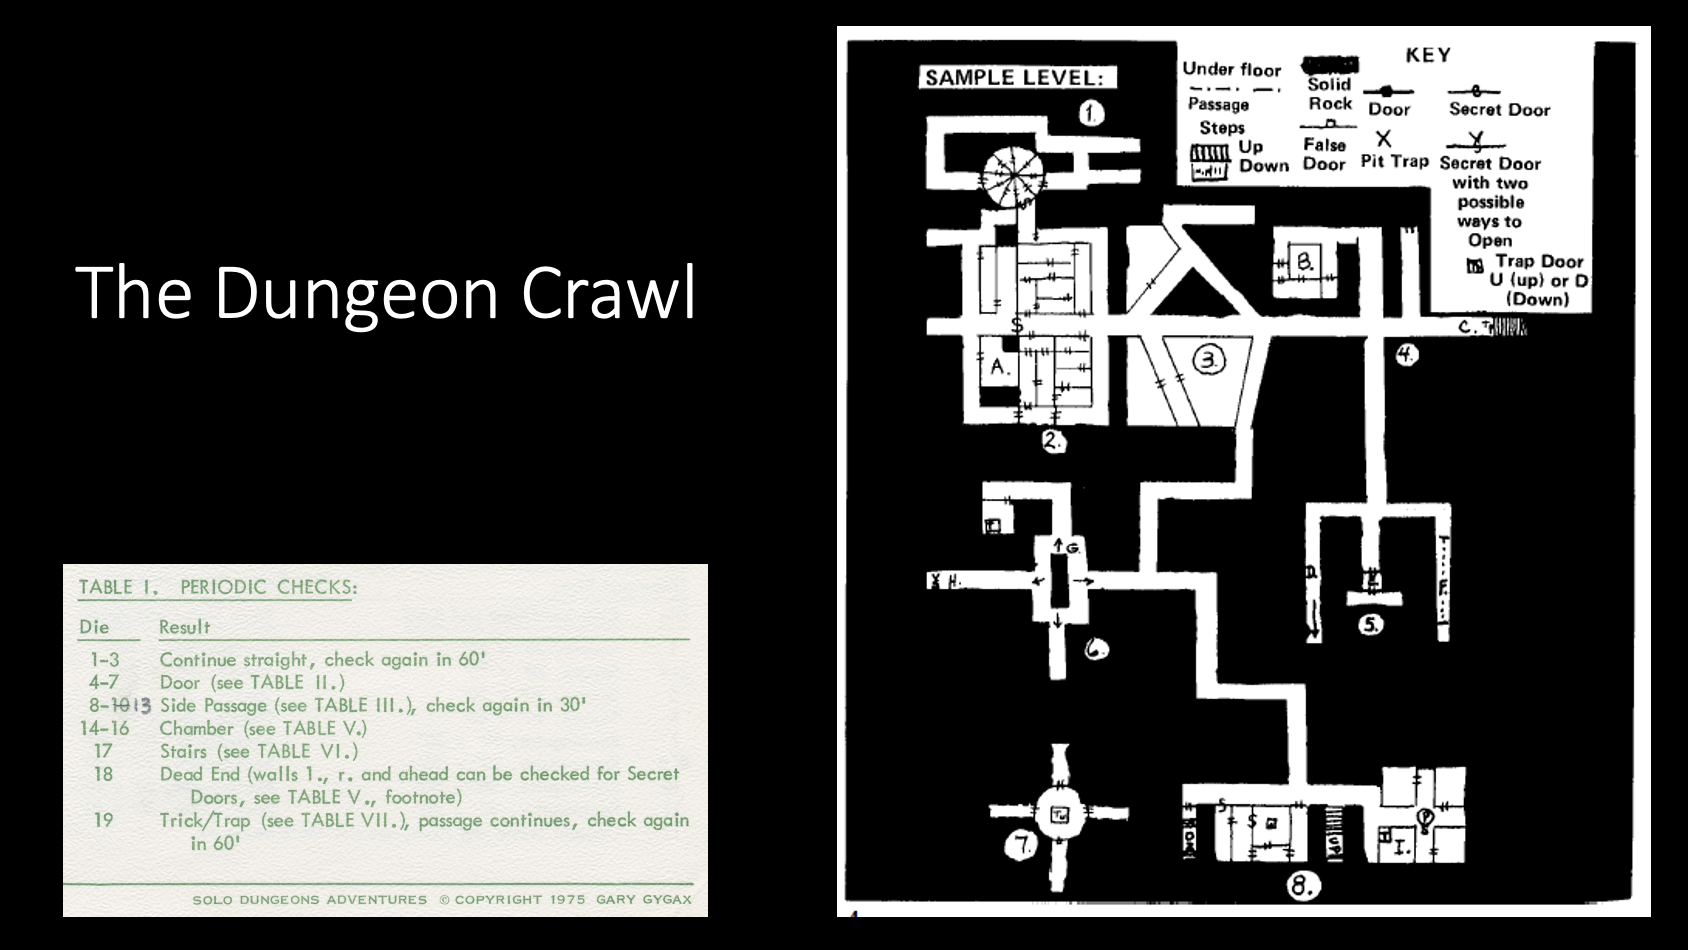 The Dungeon Crawl
TABLE I. PERIODIC CHECKS:
Die Result
1-3 Continue straight, check again in 60'
4-7 Door (see TABLE II.)
8-10 13 Side Passage (see TABLE III.), check again in 30'
14-16 Chamber (see TABLE V.)
17 Stairs (see TABLE VI.)
18 Dead End (walls l., r. and ahead can be checked for Secret
Doors, see TABLE V., footnote)
19 Trick/Trap (see TABLE VII.), passage continues, check again
in 60'
SOLO DUNGEONS ADVENTURES © COPYRIGHT 1975 GARY GYGAX
SAMPLE LEVEL:
KEY
Under floor
Passage
Steps
Up
Down
Solid
Rock
False
Door
Door
Pit Trap
Secret Door
Secret Door
with two
possible
ways to
Open
Trap Door
U (up) or D
(Down)
1.
B.
S
C.
3.
4.
A.
2.
G.
H.
D.
5.
6.
7.
S
S
UP
I.
8.